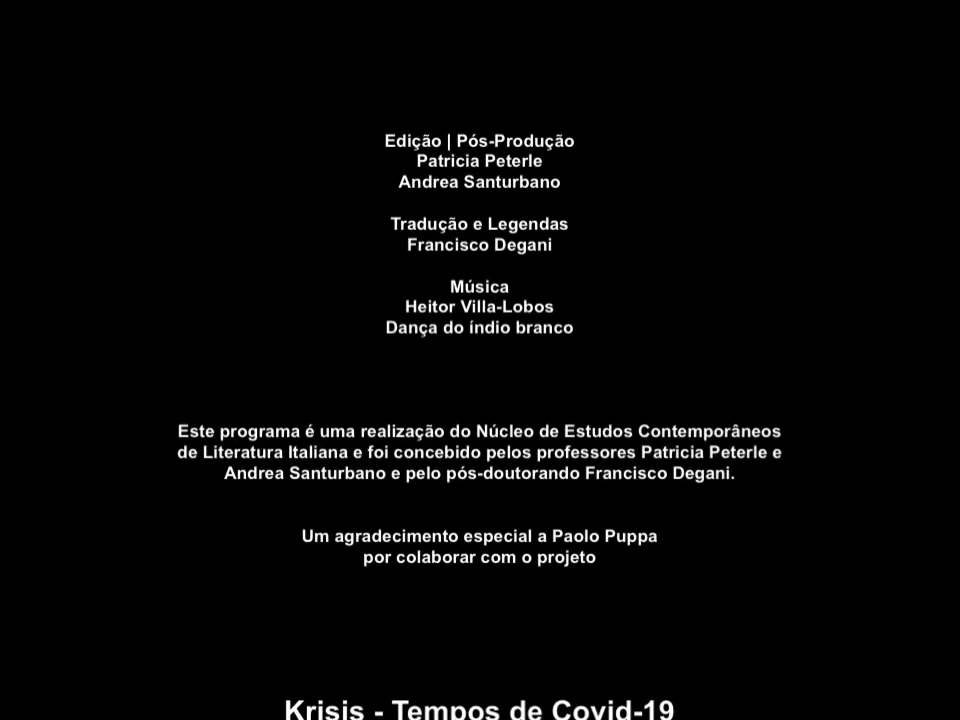 Edição | Pós-Produção
Patricia Peterle
Andrea Santurbano
Tradução e Legendas
Francisco Degani
Música
Heitor Villa-Lobos
Dança do índio branco
Este programa é uma realização do Núcleo de Estudos Contemporâneos
de Literatura Italiana e foi concebido pelos professores Patricia Peterle e
Andrea Santurbano e pelo pós-doutorando Francisco Degani.
Um agradecimento especial a Paolo Puppa
por colaborar com o projeto
Krisis - Tempos de Covid-19